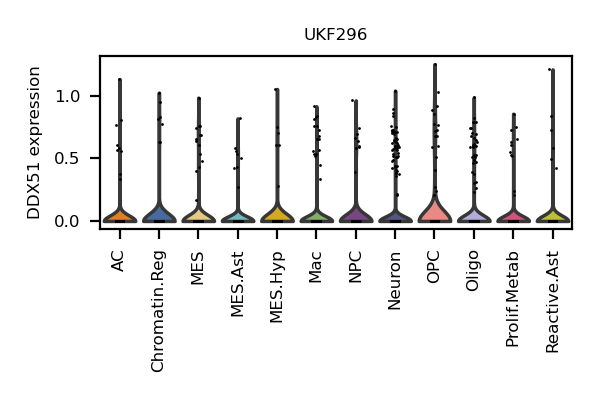 UKF296
DDX51 expression
1.0
0.5
0.0
AC
Chromatin.Reg
MES
MES.Ast
MES.Hyp
Mac
NPC
Neuron
OPC
Oligo
Prolif.Metab
Reactive.Ast